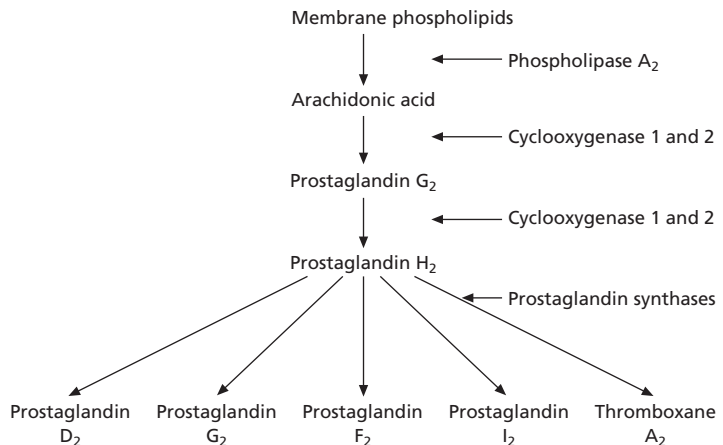 Membrane phospholipids
Phospholipase A₂
Arachidonic acid
Cyclooxygenase 1 and 2
Prostaglandin G₂
Cyclooxygenase 1 and 2
Prostaglandin H₂
Prostaglandin synthases
Prostaglandin Prostaglandin Prostaglandin Prostaglandin Thromboxane
D₂ G₂ F₂ I₂ A₂